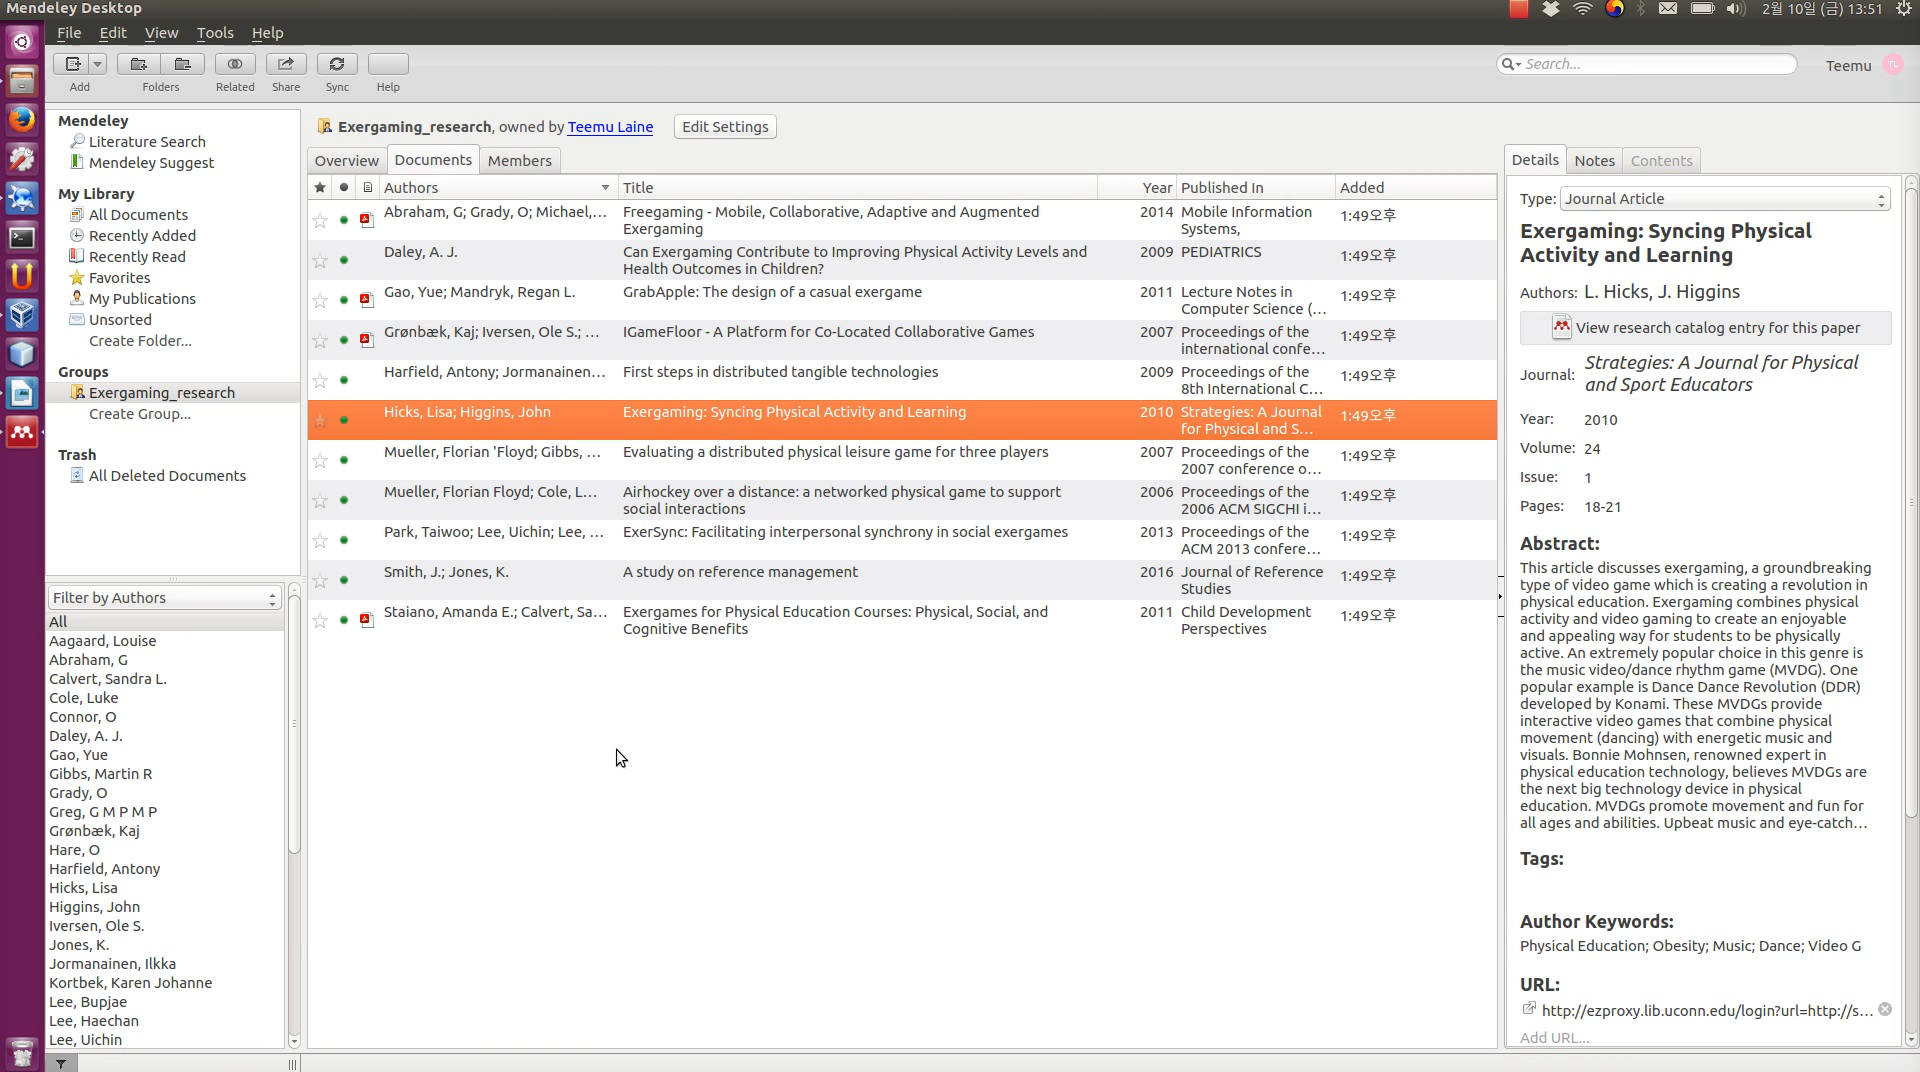 Mendeley Desktop
2월 10일 (금) 13:51
File Edit View Tools Help
Add Folders Related Share Sync Help
Search...
Teemu TL
Mendeley
Literature Search
Mendeley Suggest
My Library
All Documents
Recently Added
Recently Read
Favorites
My Publications
Unsorted
Create Folder...
Groups
Exergaming_research
Create Group...
Trash
All Deleted Documents
Filter by Authors
All
Aagaard, Louise
Abraham, G
Calvert, Sandra L.
Cole, Luke
Connor, O
Daley, A. J.
Gao, Yue
Gibbs, Martin R
Grady, O
Greg, G M P M P
Grønbæk, Kaj
Hare, O
Harfield, Antony
Hicks, Lisa
Higgins, John
Iversen, Ole S.
Jones, K.
Jormanainen, Ilkka
Kortbek, Karen Johanne
Lee, Bupjae
Lee, Haechan
Lee, Uichin
Exergaming_research, owned by Teemu Laine Edit Settings
Overview Documents Members
Authors Title Year Published In Added
Abraham, G; Grady, O; Michael,... Freegaming - Mobile, Collaborative, Adaptive and Augmented 2014 Mobile Information 1:49오후
Exergaming Systems,
Daley, A. J. Can Exergaming Contribute to Improving Physical Activity Levels and 2009 PEDIATRICS 1:49오후
Health Outcomes in Children?
Gao, Yue; Mandryk, Regan L. GrabApple: The design of a casual exergame 2011 Lecture Notes in 1:49오후
Computer Science (...
Grønbæk, Kaj; Iversen, Ole S.; ... IGameFloor - A Platform for Co-Located Collaborative Games 2007 Proceedings of the 1:49오후
international confe...
Harfield, Antony; Jormanainen... First steps in distributed tangible technologies 2009 Proceedings of the 1:49오후
8th International C...
Hicks, Lisa; Higgins, John Exergaming: Syncing Physical Activity and Learning 2010 Strategies: A Journal 1:49오후
for Physical and S...
Mueller, Florian 'Floyd; Gibbs, ... Evaluating a distributed physical leisure game for three players 2007 Proceedings of the 1:49오후
2007 conference o...
Mueller, Florian Floyd; Cole, L... Airhockey over a distance: a networked physical game to support 2006 Proceedings of the 1:49오후
social interactions 2006 ACM SIGCHI i...
Park, Taiwoo; Lee, Uichin; Lee, ... ExerSync: Facilitating interpersonal synchrony in social exergames 2013 Proceedings of the 1:49오후
ACM 2013 confere...
Smith, J.; Jones, K. A study on reference management 2016 Journal of Reference 1:49오후
Studies
Staiano, Amanda E.; Calvert, Sa... Exergames for Physical Education Courses: Physical, Social, and 2011 Child Development 1:49오후
Cognitive Benefits Perspectives
Details Notes Contents
Type: Journal Article
Exergaming: Syncing Physical
Activity and Learning
Authors: L. Hicks, J. Higgins
View research catalog entry for this paper
Journal: Strategies: A Journal for Physical
and Sport Educators
Year: 2010
Volume: 24
Issue: 1
Pages: 18-21
Abstract:
This article discusses exergaming, a groundbreaking
type of video game which is creating a revolution in
physical education. Exergaming combines physical
activity and video gaming to create an enjoyable
and appealing way for students to be physically
active. An extremely popular choice in this genre is
the music video/dance rhythm game (MVDG). One
popular example is Dance Dance Revolution (DDR)
developed by Konami. These MVDGs provide
interactive video games that combine physical
movement (dancing) with energetic music and
visuals. Bonnie Mohnsen, renowned expert in
physical education technology, believes MVDGs are
the next big technology device in physical
education. MVDGs promote movement and fun for
all ages and abilities. Upbeat music and eye-catch...
Tags:
Author Keywords:
Physical Education; Obesity; Music; Dance; Video G
URL:
http://ezproxy.lib.uconn.edu/login?url=http://s...
Add URL...